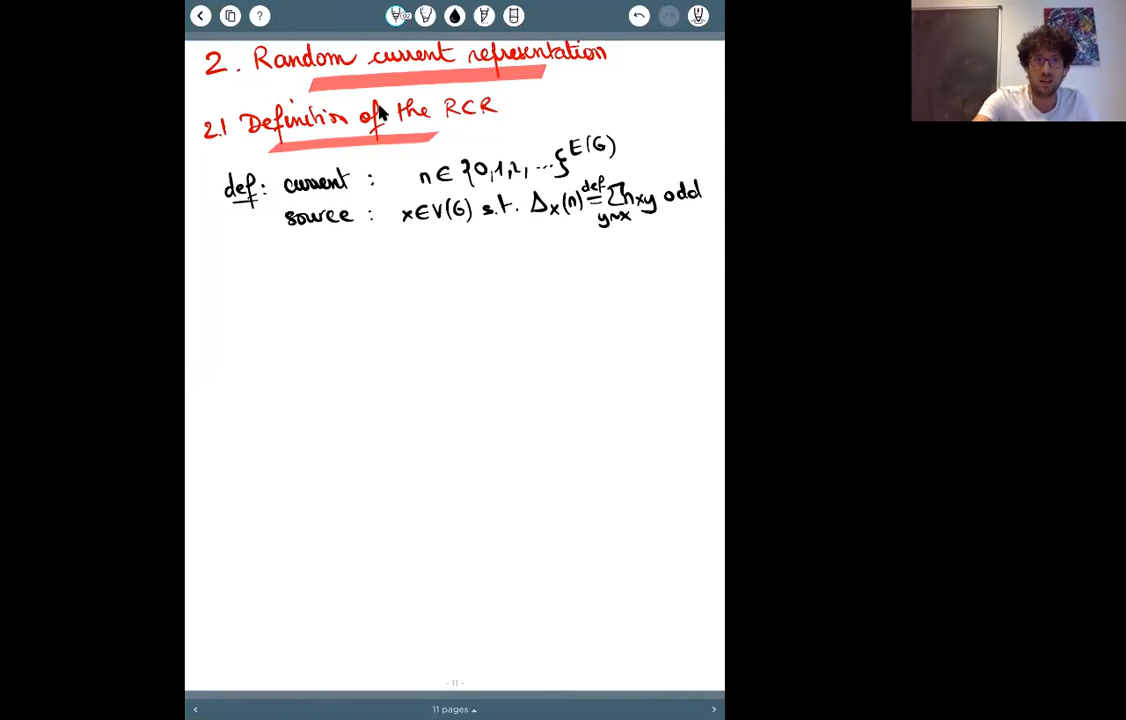 2. Random current representation
2.1 Definition of the RCR
def: current : n ∈ {0,1,2, ...}^E(G)
source : x ∈ V(G) s.t. Δx(n) def= Σ nxy odd
y~x
- 11 -
11 pages